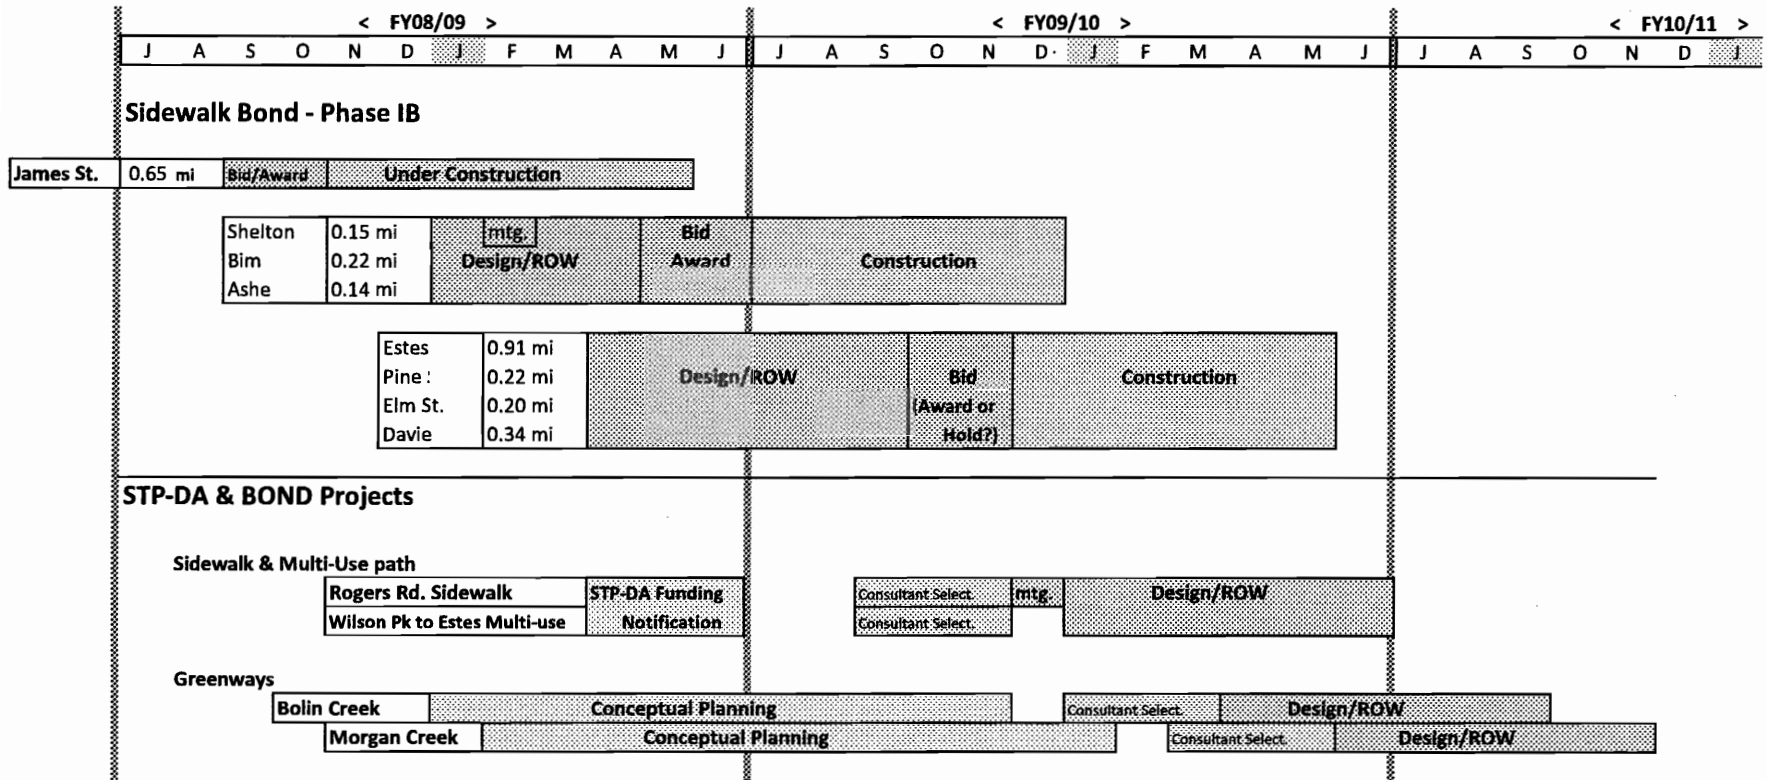 < FY08/09 > < FY09/10 > < FY10/11 >
J A S O N D J F M A M J J A S O N D· J F M A M J J A S O N D J
Sidewalk Bond - Phase IB
James St. 0.65 mi Bid/Award Under Construction
Shelton 0.15 mi mtg. Bid
Bim 0.22 mi Design/ROW Award Construction
Ashe 0.14 mi
Estes 0.91 mi
Pine : 0.22 mi Design/ROW Bid Construction
Elm St. 0.20 mi (Award or
Davie 0.34 mi Hold?)
STP-DA & BOND Projects
Sidewalk & Multi-Use path
Rogers Rd. Sidewalk STP-DA Funding Consultant Select. mtg. Design/ROW
Wilson Pk to Estes Multi-use Notification Consultant Select.
Greenways
Bolin Creek Conceptual Planning Consultant Select. Design/ROW
Morgan Creek Conceptual Planning Consultant Select. Design/ROW